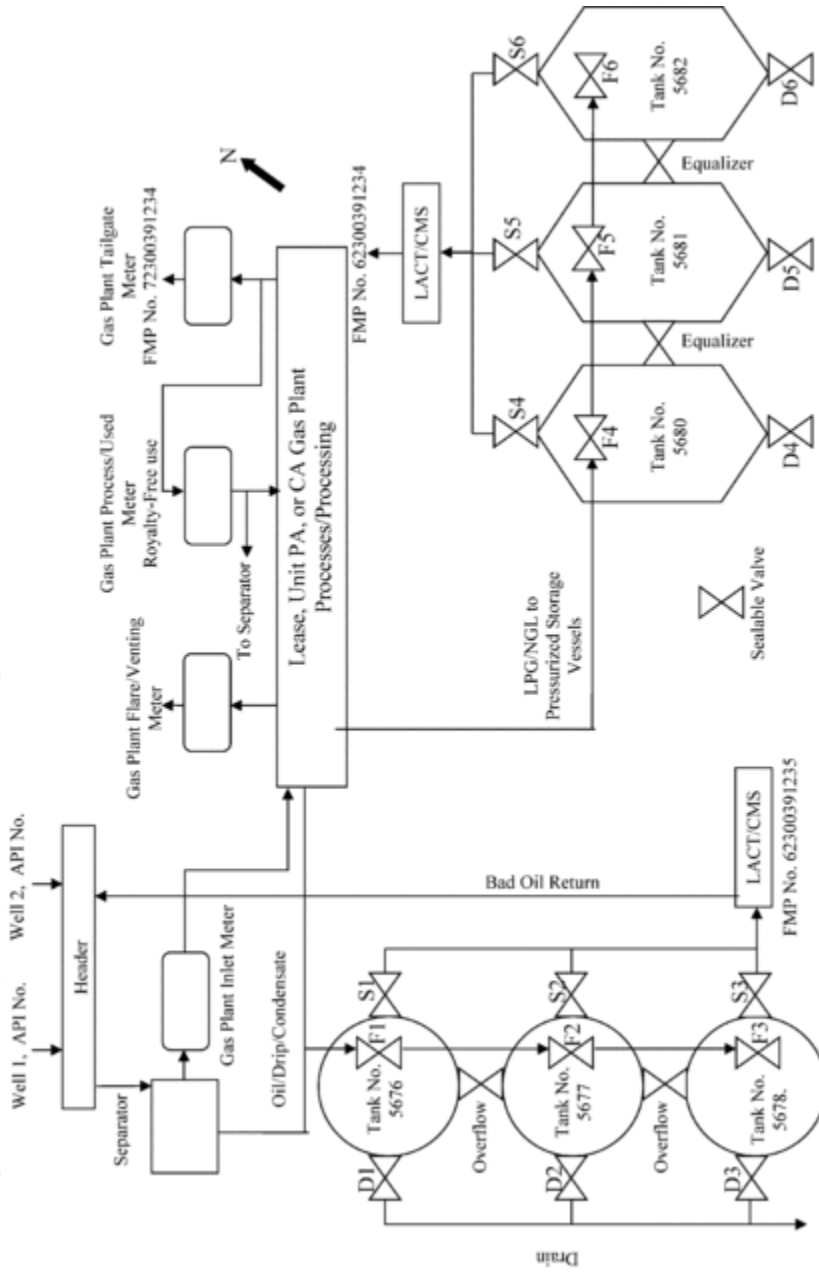 Well 1, API No.
Well 2, API No.
Header
Separator
Gas Plant Inlet Meter
Gas Plant Flare/Venting
Meter
Gas Plant Process/Used
Meter
Royalty-Free use
Gas Plant Tailgate
Meter
FMP No. 72300391234
N
To Separator
Lease, Unit PA, or CA Gas Plant
Processes/Processing
Oil/Drip/Condensate
Bad Oil Return
LPG/NGL to
Pressurized Storage
Vessels
FMP No. 62300391234
LACT/CMS
S4
S5
S6
F4
F5
F6
Tank No.
5680
Tank No.
5681
Tank No.
5682
Equalizer
Equalizer
D4
D5
D6
S1
S2
S3
F1
F2
F3
Tank No.
5676
Tank No.
5677
Tank No.
5678.
Overflow
Overflow
D1
D2
D3
Drain
LACT/CMS
FMP No. 62300391235
Sealable Valve